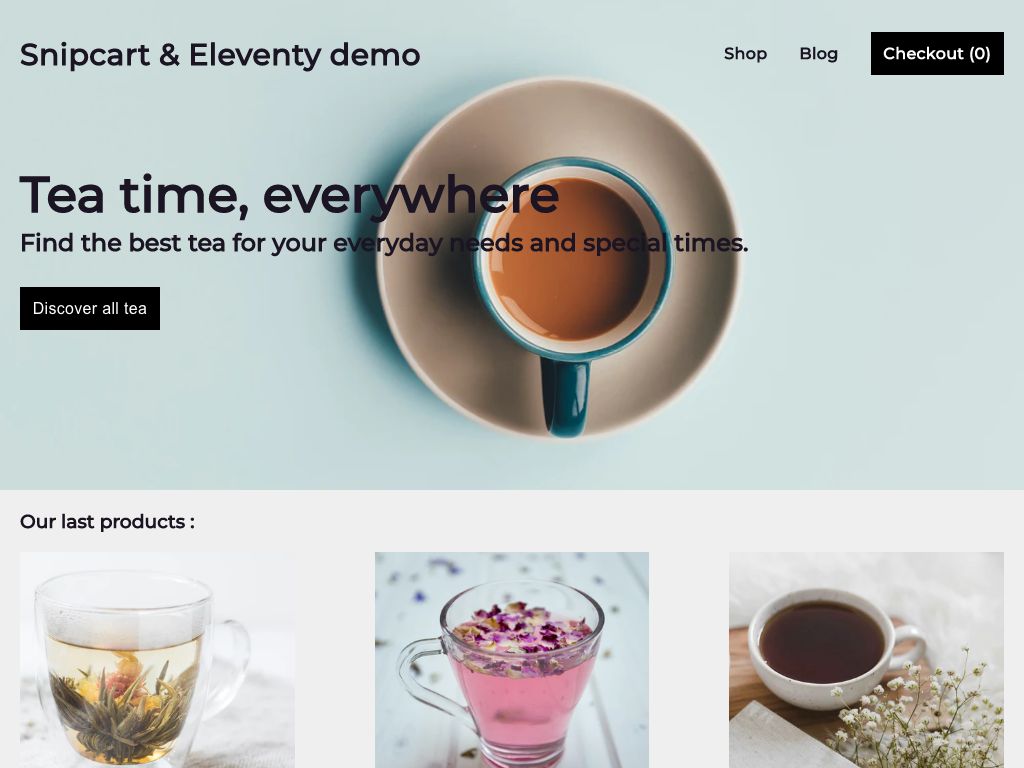 Snipcart & Eleventy demo
Shop
Blog
Checkout (0)
Tea time, everywhere
Find the best tea for your everyday needs and special times.
Discover all tea
Our last products :